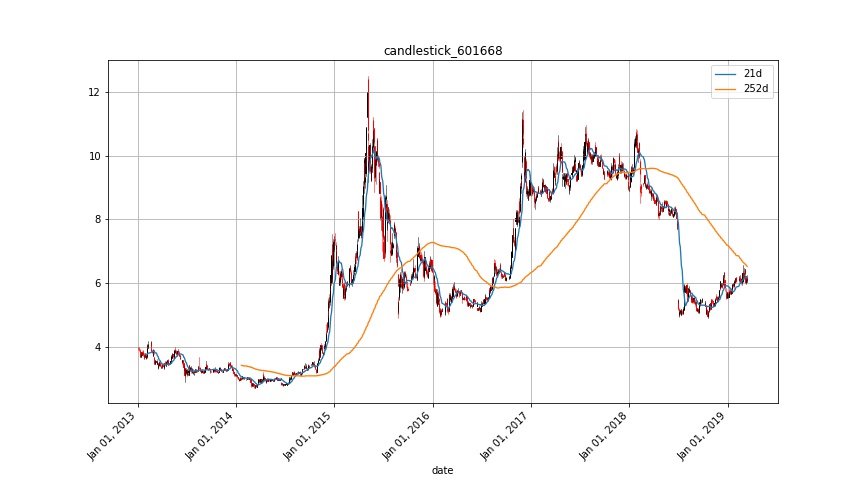 candlestick_601668
21d
252d
12
10
8
6
4
Jan 01, 2013
Jan 01, 2014
Jan 01, 2015
Jan 01, 2016
Jan 01, 2017
Jan 01, 2018
Jan 01, 2019
date